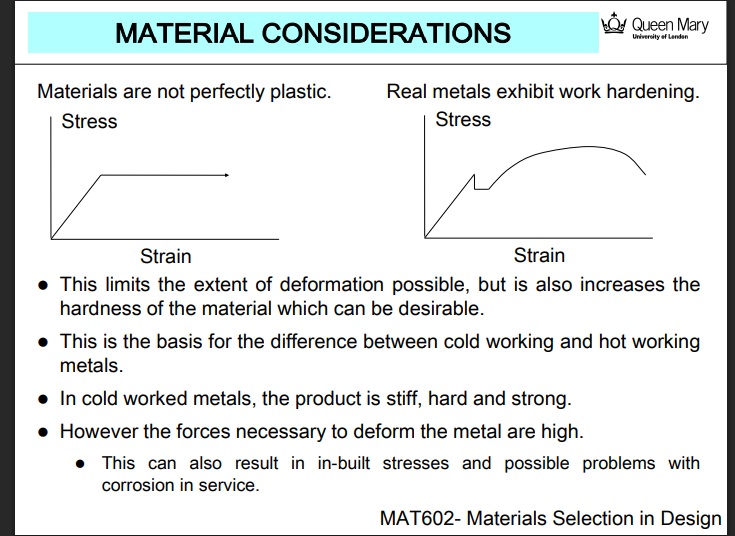 MATERIAL CONSIDERATIONS
Queen Mary
University of London
Materials are not perfectly plastic.
Real metals exhibit work hardening.
Stress
Stress
Strain
Strain
● This limits the extent of deformation possible, but is also increases the
hardness of the material which can be desirable.
● This is the basis for the difference between cold working and hot working
metals.
● In cold worked metals, the product is stiff, hard and strong.
● However the forces necessary to deform the metal are high.
● This can also result in in-built stresses and possible problems with
corrosion in service.
MAT602- Materials Selection in Design